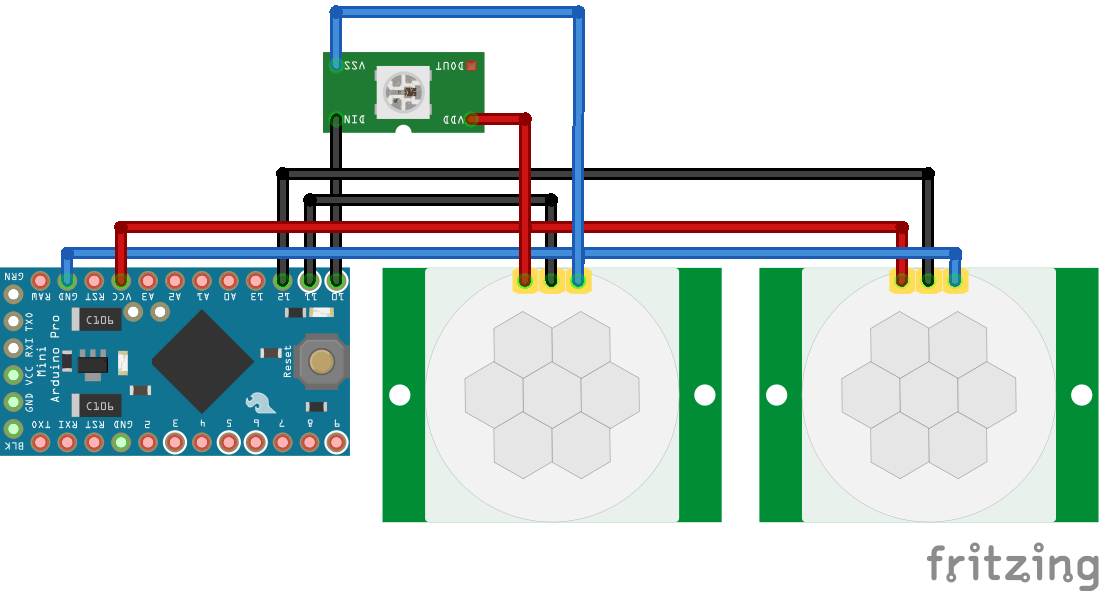 VSS
DOUT
DIN
VDD
GRN
RAW
GND
RST
VCC
A3
A2
A1
A0
13
12
11
10
TXO
RXI
VCC
GND
BLK
Arduino Pro
Mini
C106
C106
Reset
TXO
RXI
RST
GND
2
3
4
5
6
7
8
9
fritzing